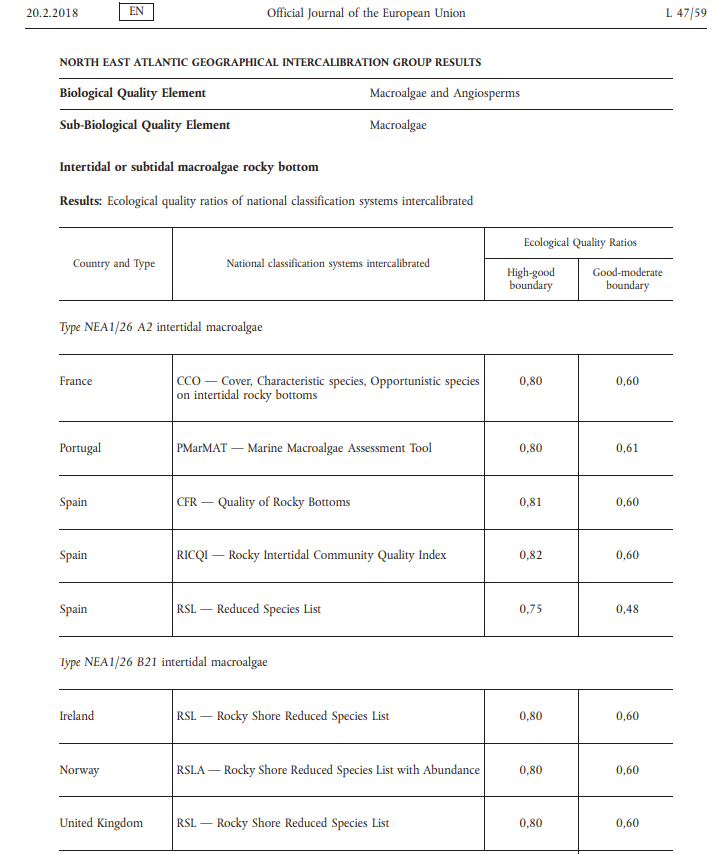 20.2.2018 EN Official Journal of the European Union L 47/59
NORTH EAST ATLANTIC GEOGRAPHICAL INTERCALIBRATION GROUP RESULTS
Biological Quality Element Macroalgae and Angiosperms
Sub-Biological Quality Element Macroalgae
Intertidal or subtidal macroalgae rocky bottom
Results: Ecological quality ratios of national classification systems intercalibrated
Country and Type National classification systems intercalibrated Ecological Quality Ratios
High-good boundary Good-moderate boundary
Type NEA1/26 A2 intertidal macroalgae
France CCO — Cover, Characteristic species, Opportunistic species 0,80 0,60
on intertidal rocky bottoms
Portugal PMarMAT — Marine Macroalgae Assessment Tool 0,80 0,61
Spain CFR — Quality of Rocky Bottoms 0,81 0,60
Spain RICQI — Rocky Intertidal Community Quality Index 0,82 0,60
Spain RSL — Reduced Species List 0,75 0,48
Type NEA1/26 B21 intertidal macroalgae
Ireland RSL — Rocky Shore Reduced Species List 0,80 0,60
Norway RSLA — Rocky Shore Reduced Species List with Abundance 0,80 0,60
United Kingdom RSL — Rocky Shore Reduced Species List 0,80 0,60